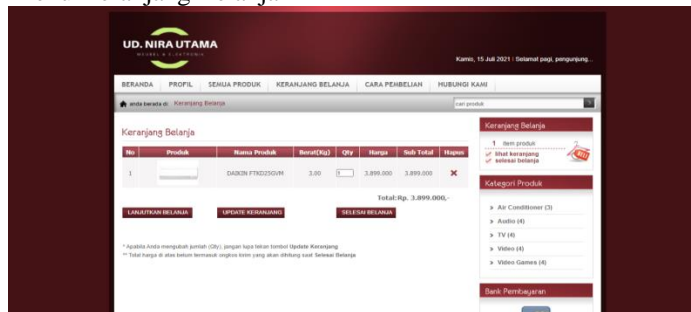 UD. NIRA UTAMA
Kamis, 15 Juli 2021 | Selamat pagi, pengunjung...
BERANDA PROFIL SEMUA PRODUK KERANJANG BELANJA CARA PEMBELIAN HUBUNGI KAMI
anda berada di: Keranjang Belanja
cari produk
Keranjang Belanja
No Produk Nama Produk Berat(Kg) Qty Harga Sub Total Hapus
1 3.00 3.899.000 3.899.000
Total:Rp. 3.899.000,-
LANJUTKAN BELANJA UPDATE KERANJANG SELESAI BELANJA
* Apabila Anda mengubah jumlah (Qty), jangan lupa tekan tombol Update Keranjang
** Total harga di atas belum termasuk ongkos kirim yang akan dihitung saat Selesai Belanja
Keranjang Belanja
1 item produk
lihat keranjang
selesai belanja
Kategori Produk
> Air Conditioner (3)
> Audio (4)
> TV (4)
> Video (4)
> Video Games (4)
Bank Pembayaran